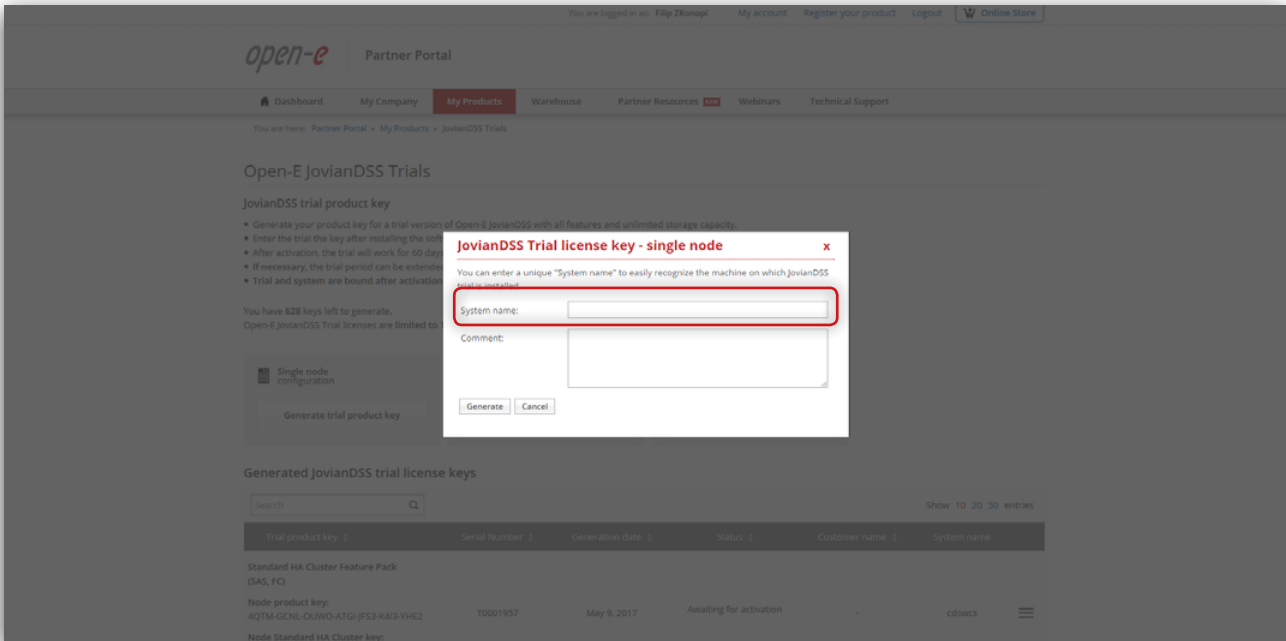 You are logged in as: Filip ZKonopi My account Register your product Logout Online Store
open-e Partner Portal
Dashboard My Company My Products Warehouse Partner Resources NEW Webinars Technical Support
You are here: Partner Portal » My Products » JovianDSS Trials
Open-E JovianDSS Trials
JovianDSS trial product key
• Generate your product key for a trial version of Open-E JovianDSS with all features and unlimited storage capacity.
• Enter the trial the key after installing the soft
• After activation, the trial will work for 60 days
• If necessary, the trial period can be extended
• Trial and system are bound after activation
You have 628 keys left to generate.
Open-E JovianDSS Trial licenses are limited to
JovianDSS Trial license key - single node x
You can enter a unique "System name" to easily recognize the machine on which JovianDSS
trial is installed
System name:
Comment:
Generate Cancel
Single node
configuration
Generate trial product key
Generated JovianDSS trial license keys
Search Show 10 20 50 entries
Trial product key Serial Number Generation date Status Customer name System name
Standard HA Cluster Feature Pack
(SAS, FC)
Node product key:
4QTM-GCNL-OUWO-ATGI-JFS3-K4I3-YHE2 T0001957 May 9, 2017 Awaiting for activation - cdswcs
Node Standard HA Cluster key: